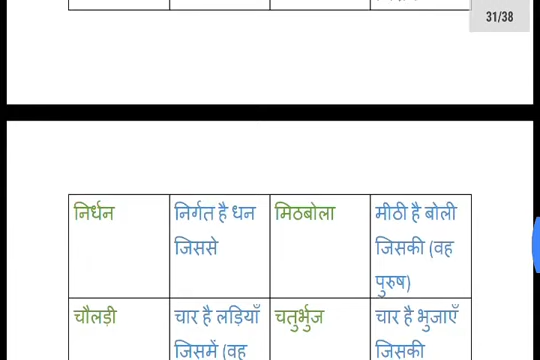 31/38
निर्धन
निर्गत है धन
जिससे
मिठबोला
मीठी है बोली
जिसकी (वह
पुरुष)
चौलड़ी
चार है लड़ियाँ
जिसमें (वह
चतुर्भुज
चार है भुजाएँ
जिसकी